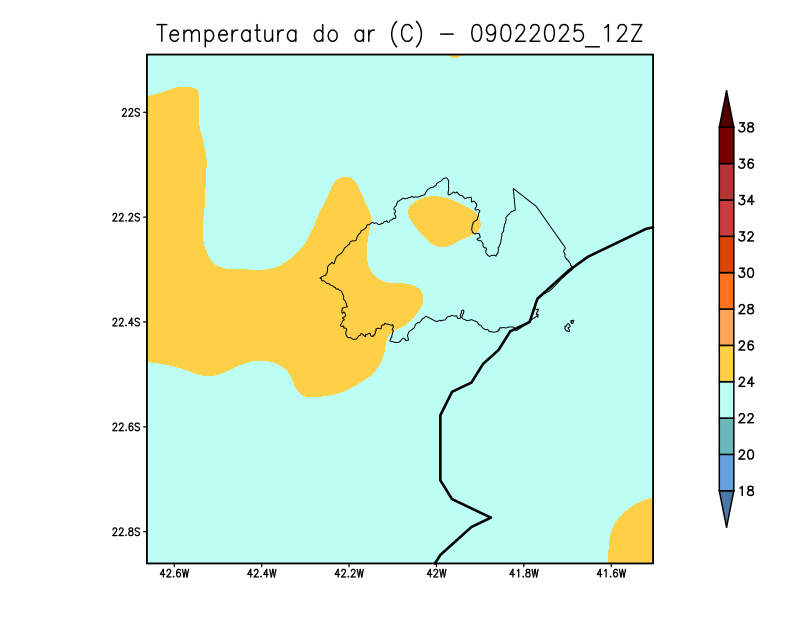 Temperatura do ar (C) - 09022025_12Z
22S
22.2S
22.4S
22.6S
22.8S
42.6W
42.4W
42.2W
42W
41.8W
41.6W
38
36
34
32
30
28
26
24
22
20
18